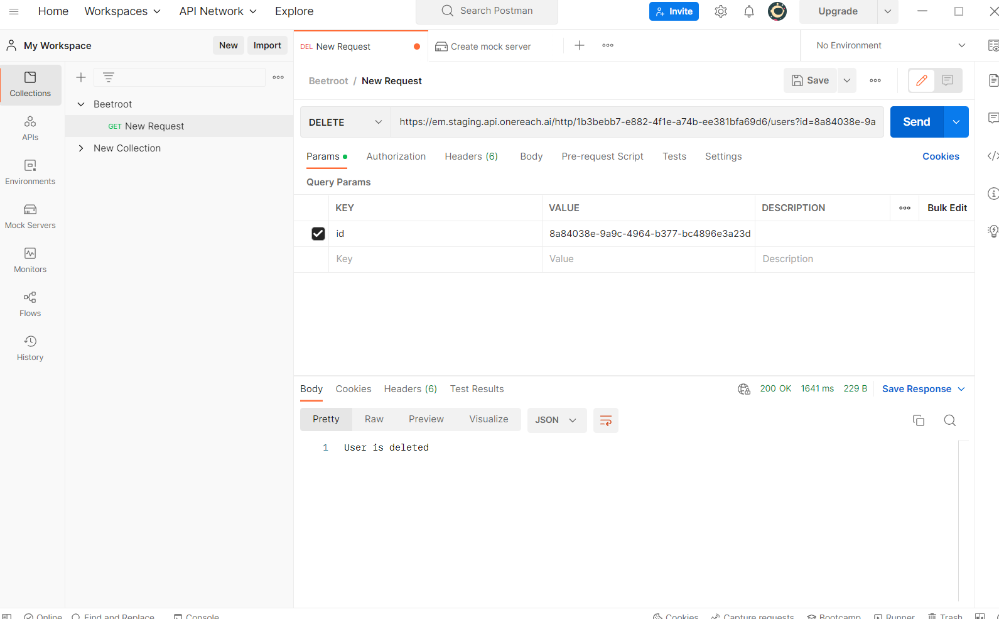 Home Workspaces API Network Explore Search Postman Invite Upgrade
My Workspace New Import
DEL New Request Create mock server No Environment
Collections
APIs
Environments
Mock Servers
Monitors
Flows
History
Beetroot
GET New Request
New Collection
Beetroot / New Request Save
DELETE https://em.staging.api.onereach.ai/http/1b3bebb7-e882-4f1e-a74b-ee381bfa69d6/users?id=8a84038e-9a Send
Params Authorization Headers (6) Body Pre-request Script Tests Settings Cookies
Query Params
KEY VALUE DESCRIPTION Bulk Edit
id 8a84038e-9a9c-4964-b377-bc4896e3a23d
Key Value Description
Body Cookies Headers (6) Test Results 200 OK 1641 ms 229 B Save Response
Pretty Raw Preview Visualize JSON
1 User is deleted
Online Find and Replace Console Cookies Capture requests Bootcamp Runner Trash